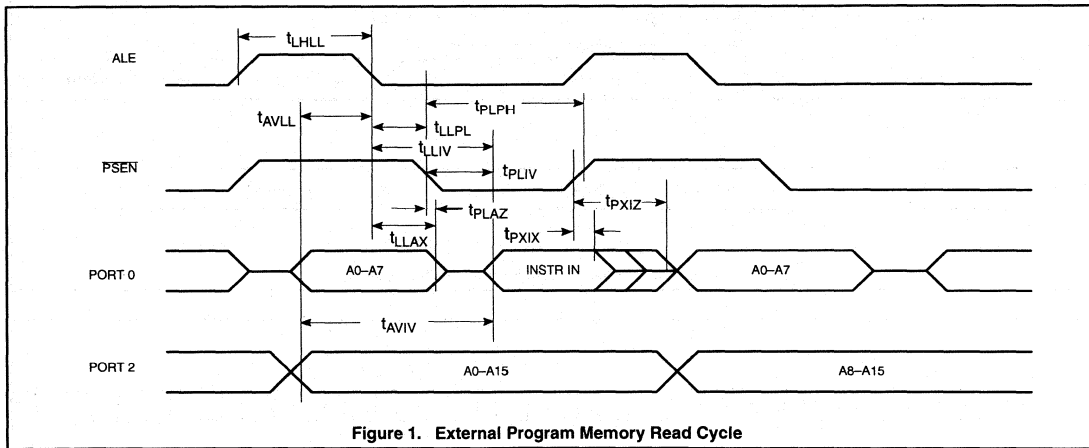 ALE
tLHLL
tAVLL
tPLPH
tLLPL
tLLIV
PSEN
tPLIV
tPLAZ
tPXIZ
tLLAX
tPXIX
PORT 0
A0–A7
INSTR IN
A0–A7
tAVIV
PORT 2
A0–A15
A8–A15
Figure 1. External Program Memory Read Cycle